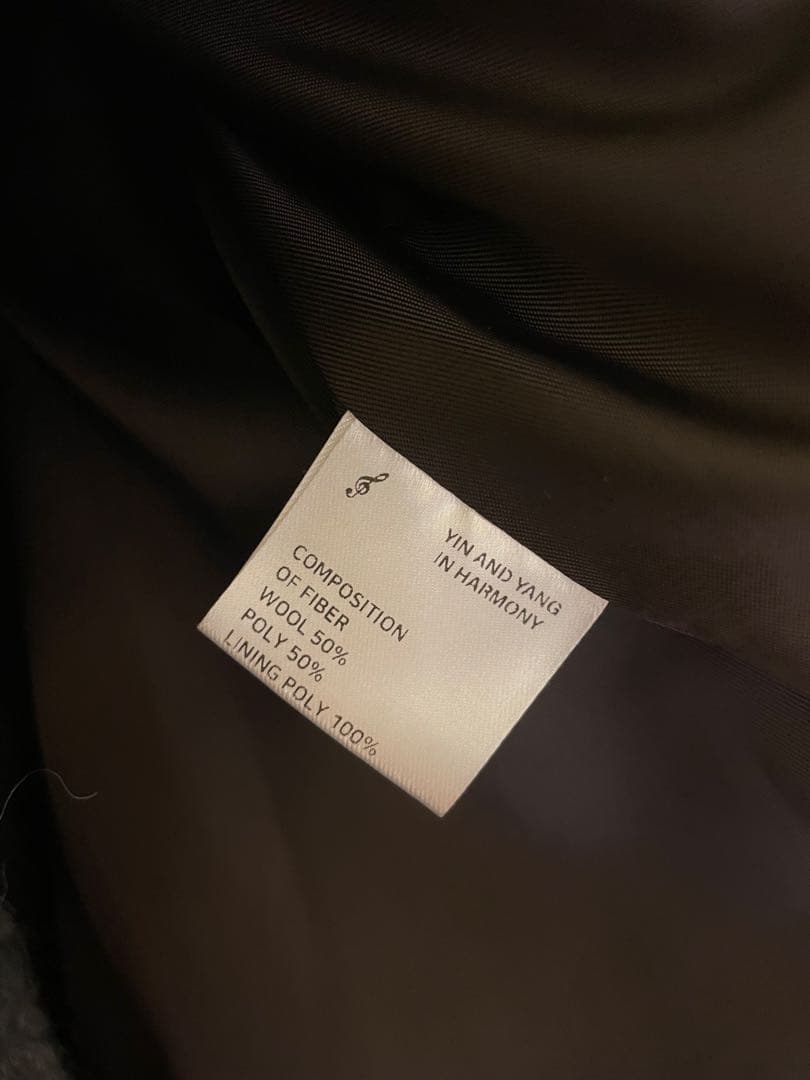 YIN AND YANG
IN HARMONY
COMPOSITION
OF FIBER
WOOL 50%
POLY 50%
LINING POLY 100%